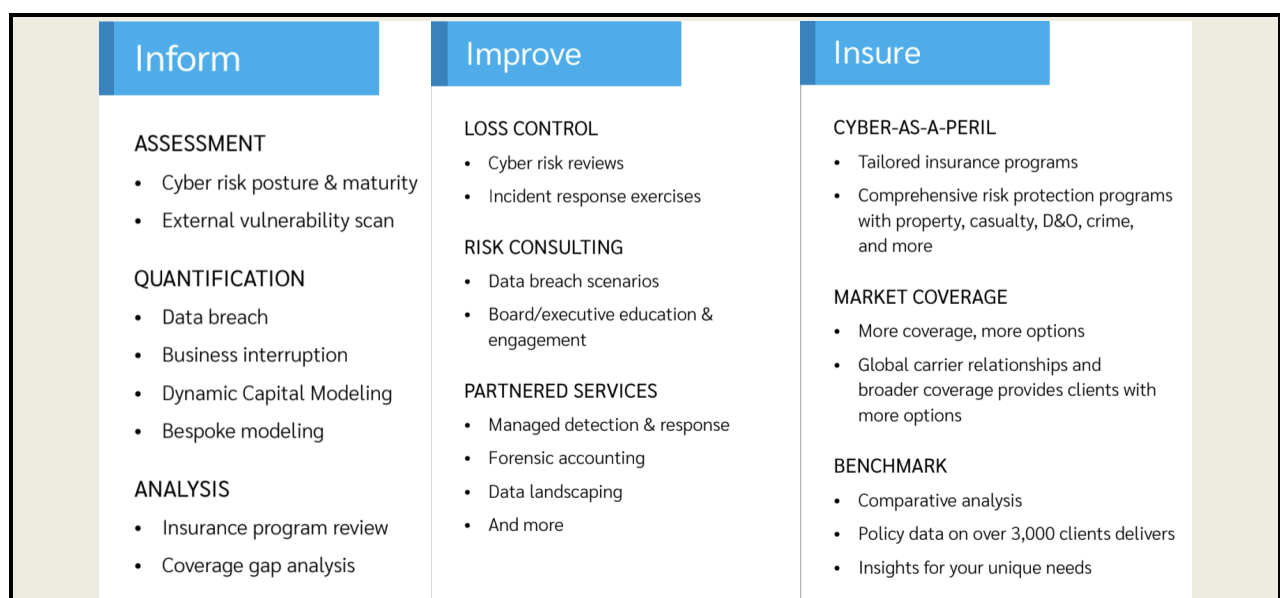 Inform
ASSESSMENT
• Cyber risk posture & maturity
• External vulnerability scan
QUANTIFICATION
• Data breach
• Business interruption
• Dynamic Capital Modeling
• Bespoke modeling
ANALYSIS
• Insurance program review
• Coverage gap analysis
Improve
LOSS CONTROL
• Cyber risk reviews
• Incident response exercises
RISK CONSULTING
• Data breach scenarios
• Board/executive education &
engagement
PARTNERED SERVICES
• Managed detection & response
• Forensic accounting
• Data landscaping
• And more
Insure
CYBER-AS-A-PERIL
• Tailored insurance programs
• Comprehensive risk protection programs
with property, casualty, D&O, crime,
and more
MARKET COVERAGE
• More coverage, more options
• Global carrier relationships and
broader coverage provides clients with
more options
BENCHMARK
• Comparative analysis
• Policy data on over 3,000 clients delivers
• Insights for your unique needs